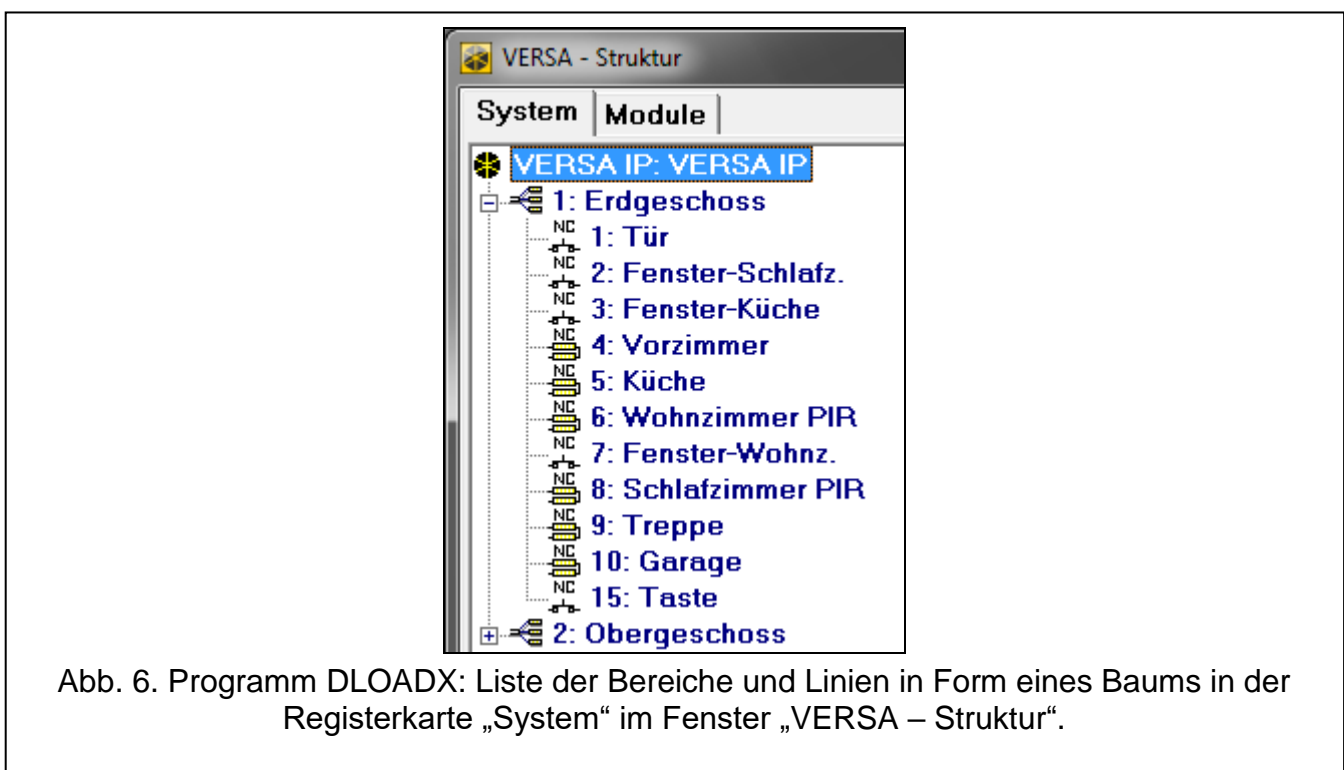 VERSA - Struktur
System Module
VERSA IP: VERSA IP
1: Erdgeschoss
NC 1: Tür
NC 2: Fenster-Schlafz.
NC 3: Fenster-Küche
NC 4: Vorzimmer
NC 5: Küche
NC 6: Wohnzimmer PIR
NC 7: Fenster-Wohnz.
NC 8: Schlafzimmer PIR
NC 9: Treppe
NC 10: Garage
NC 15: Taste
2: Obergeschoss
Abb. 6. Programm DLOADX: Liste der Bereiche und Linien in Form eines Baums in der
Registerkarte „System“ im Fenster „VERSA – Struktur“.